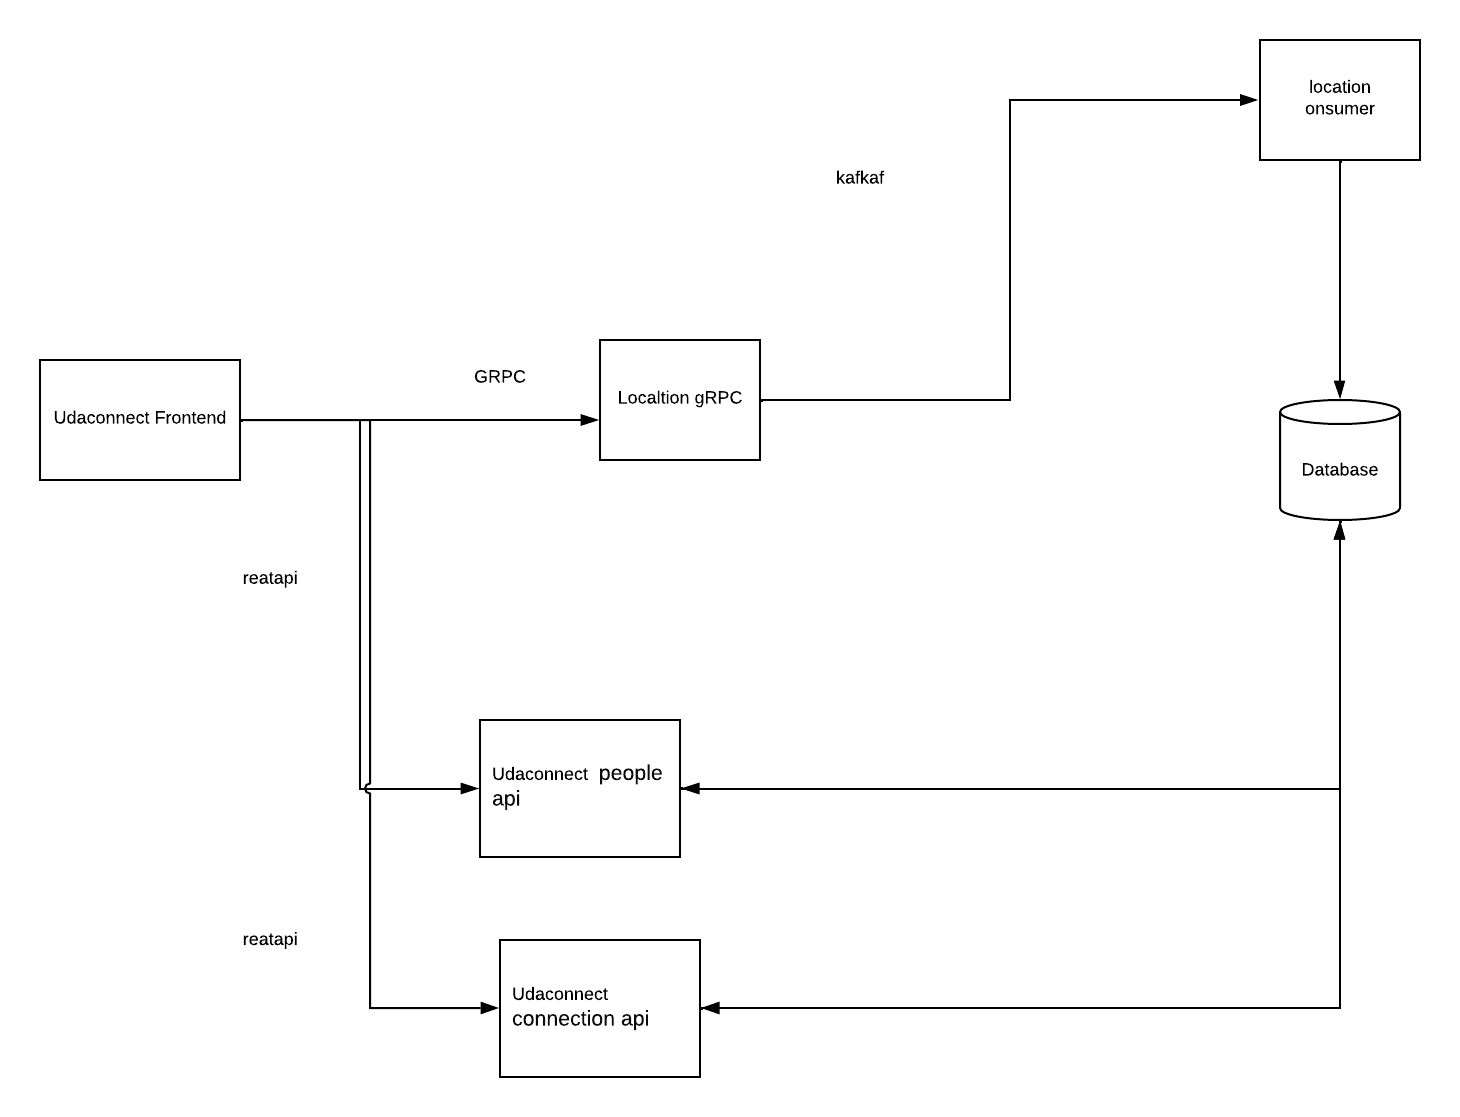 location
onsumer
kafkaf
GRPC
Localtion gRPC
Udaconnect Frontend
Database
reatapi
Udaconnect people
api
reatapi
Udaconnect
connection api